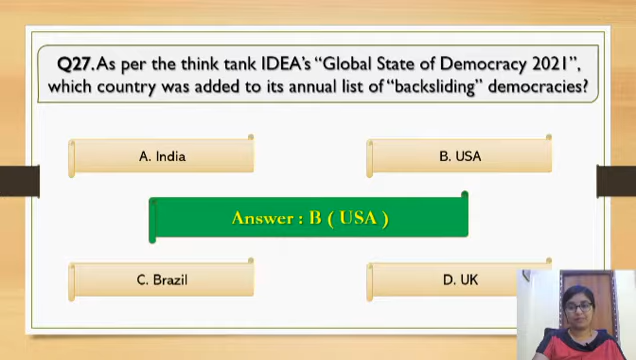 Q27. As per the think tank IDEA's "Global State of Democracy 2021",
which country was added to its annual list of "backsliding" democracies?
A. India
B. USA
Answer : B ( USA )
C. Brazil
D. UK